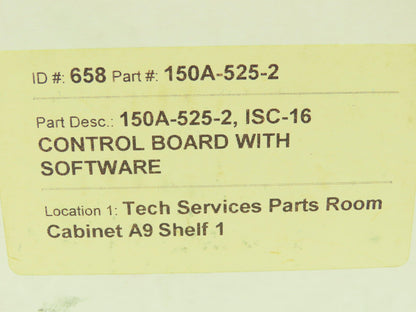 ID #: 658 Part #: 150A-525-2
Part Desc.: 150A-525-2, ISC-16
CONTROL BOARD WITH
SOFTWARE
Location 1: Tech Services Parts Room
Cabinet A9 Shelf 1